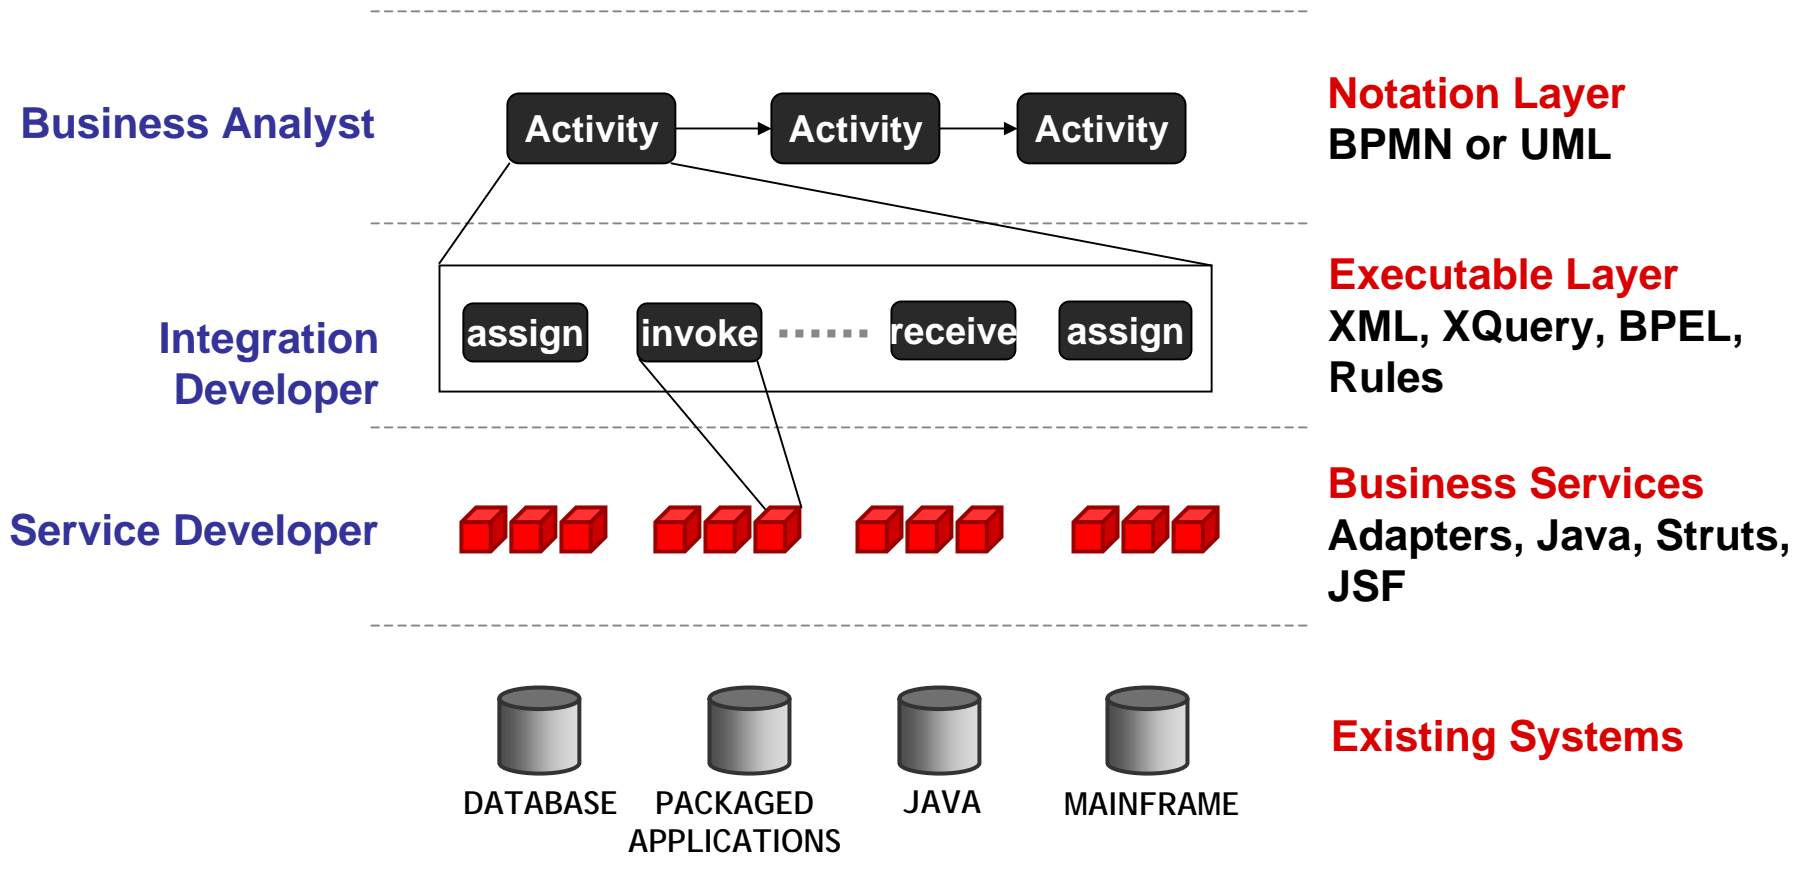 Business Analyst
Activity
Activity
Activity
Notation Layer
BPMN or UML
Integration
Developer
assign
invoke
receive
assign
Executable Layer
XML, XQuery, BPEL,
Rules
Service Developer
Business Services
Adapters, Java, Struts,
JSF
DATABASE
PACKAGED
APPLICATIONS
JAVA
MAINFRAME
Existing Systems